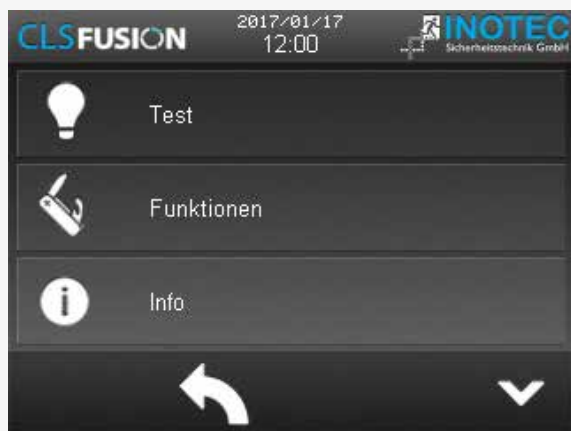 CLSFUSION
2017/01/17
12:00
INOTEC
Sicherheitstechnik GmbH
Test
Funktionen
Info